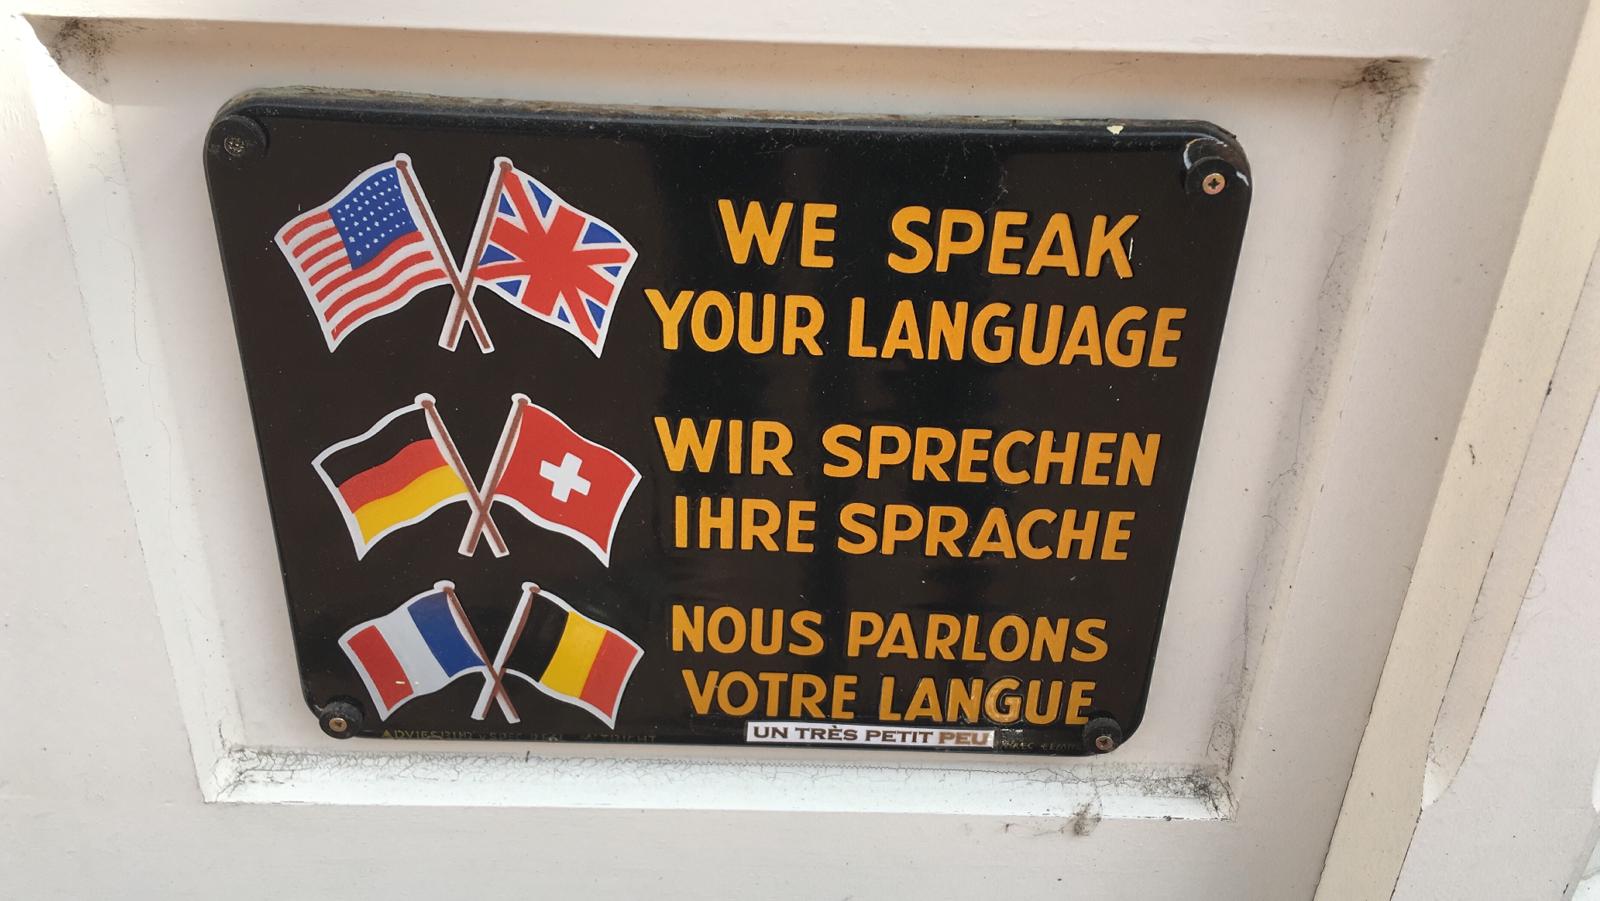 WE SPEAK
YOUR LANGUAGE
WIR SPRECHEN
IHRE SPRACHE
NOUS PARLONS
VOTRE LANGUE
UN TRÈS PETIT PEU